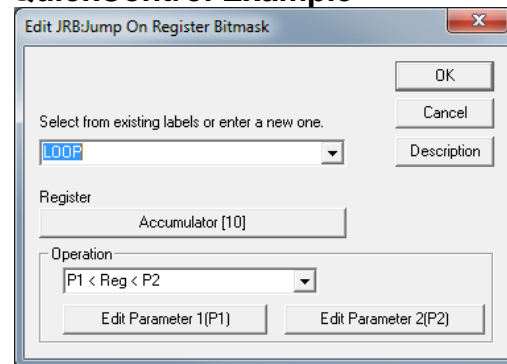 QuickControl Example
Edit JRB:Jump On Register Bitmask
OK
Cancel
Description
Select from existing labels or enter a new one.
LOOP
Register
Accumulator [10]
Operation
P1 < Reg < P2
Edit Parameter 1(P1)
Edit Parameter 2(P2)